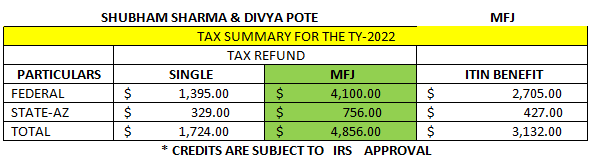 SHUBHAM SHARMA & DIVYA POTE MFJ
TAX SUMMARY FOR THE TY-2022
TAX REFUND
PARTICULARS SINGLE MFJ ITIN BENEFIT
FEDERAL $ 1,395.00 $ 4,100.00 $ 2,705.00
STATE-AZ $ 329.00 $ 756.00 $ 427.00
TOTAL $ 1,724.00 $ 4,856.00 $ 3,132.00
* CREDITS ARE SUBJECT TO IRS APPROVAL